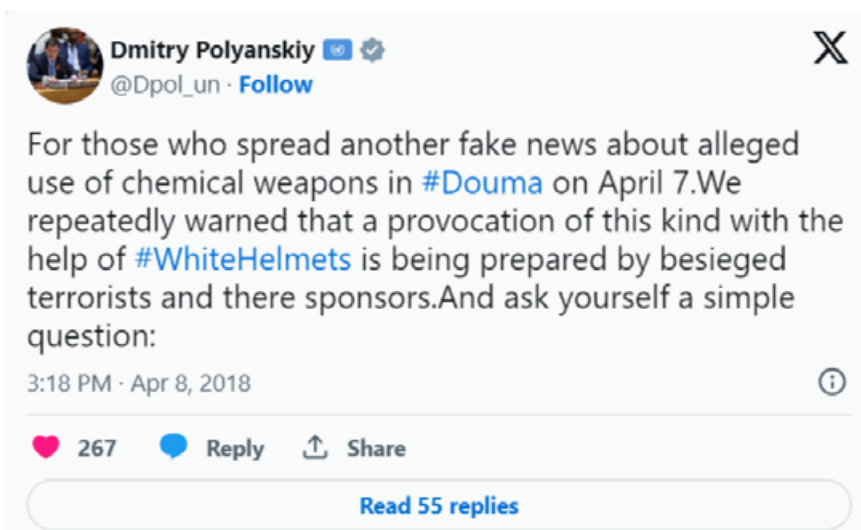 Dmitry Polyanskiy
@Dpol_un · Follow
For those who spread another fake news about alleged
use of chemical weapons in #Douma on April 7.We
repeatedly warned that a provocation of this kind with the
help of #WhiteHelmets is being prepared by besieged
terrorists and there sponsors.And ask yourself a simple
question:
3:18 PM · Apr 8, 2018
267 Reply Share
Read 55 replies